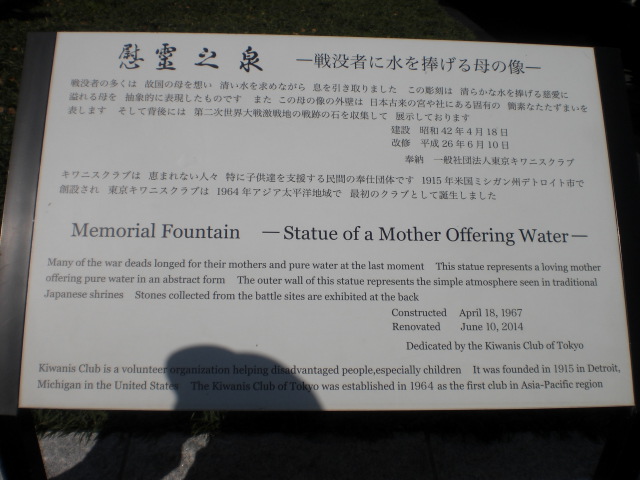 慰霊之泉 ―戦没者に水を捧げる母の像―
戦没者の多くは 故国の母を想い 清い水を求めながら 息を引き取りました この彫刻は 清らかな水を捧げる慈愛に
溢れる母を 抽象的に表現したものです また この母の像の外壁は 日本古来の宮や社にある固有の 簡素なたたずまいを
表します そして背後には 第二次世界大戦激戦地の戦跡の石を収集して 展示しております
建設 昭和42年4月18日
改修 平成26年6月10日
奉納 一般社団法人東京キワニスクラブ
キワニスクラブは 恵まれない人々 特に子供達を支援する民間の奉仕団体です 1915年米国ミシガン州デトロイト市で
創設され 東京キワニスクラブは 1964年アジア太平洋地域で 最初のクラブとして誕生しました
Memorial Fountain ―Statue of a Mother Offering Water―
Many of the war deads longed for their mothers and pure water at the last moment This statue represents a loving mother
offering pure water in an abstract form The outer wall of this statue represents the simple atmosphere seen in traditional
Japanese shrines Stones collected from the battle sites are exhibited at the back
Constructed April 18, 1967
Renovated June 10, 2014
Dedicated by the Kiwanis Club of Tokyo
Kiwanis Club is a volunteer organization helping disadvantaged people,especially children It was founded in 1915 in Detroit,
Michigan in the United States The Kiwanis Club of Tokyo was established in 1964 as the first club in Asia-Pacific region